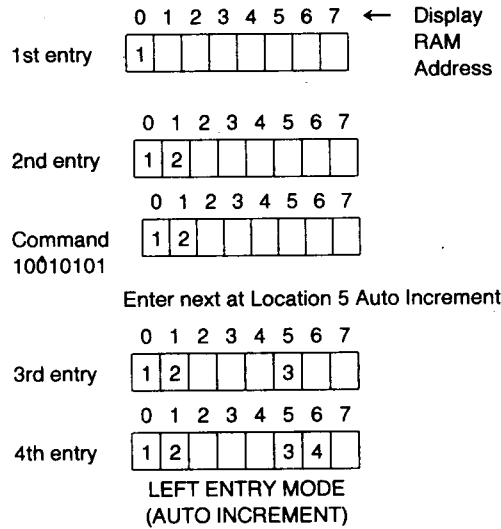 0 1 2 3 4 5 6 7 ← Display
RAM
Address
1st entry 1
0 1 2 3 4 5 6 7
2nd entry 1 2
0 1 2 3 4 5 6 7
Command 1 2
10010101
Enter next at Location 5 Auto Increment
0 1 2 3 4 5 6 7
3rd entry 1 2 3
0 1 2 3 4 5 6 7
4th entry 1 2 3 4
LEFT ENTRY MODE
(AUTO INCREMENT)